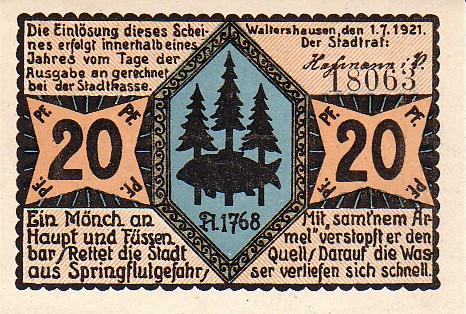 Die Einlösung dieses Schei-
nes erfolgt innerhalb eines
Jahres vom Tage der
Ausgabe an gerechnet
bei der Stadtkasse.
Waltershausen, den 1.7.1921.
Der Stadtrat:
18063
Pf. Pf.
20
Pf. Pf.
Pf. Pf.
20
Pf. Pf.
A. 1768
Ein Mönch an
Haupt und Füssen
bar/Rettet die Stadt
aus Springflutgefahr/
Mit, samt'nem Är-
mel" verstopft er den
Quell/Darauf die Was-
ser verliefen sich schnell.